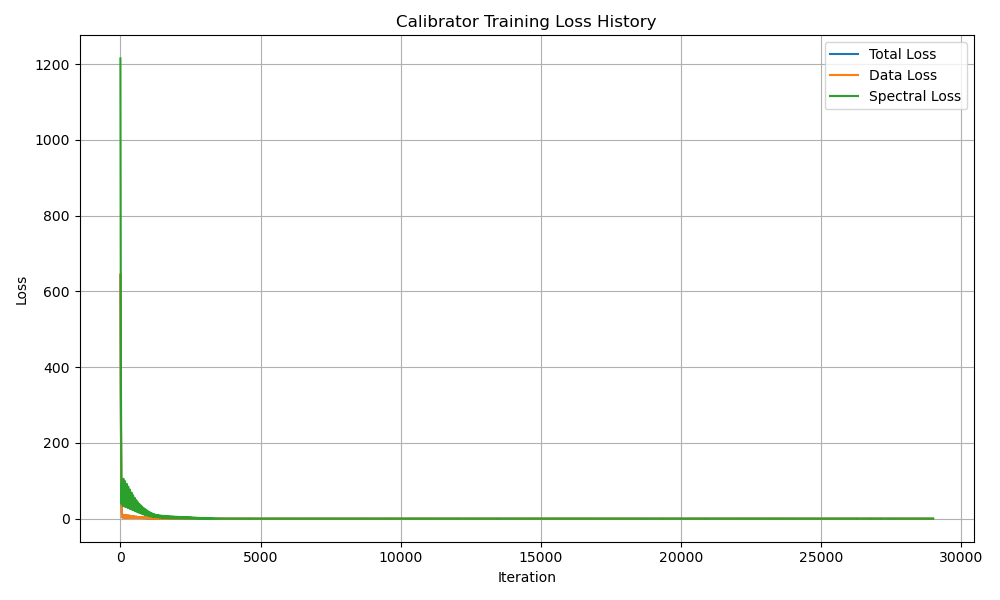 Calibrator Training Loss History
Total Loss
Data Loss
Spectral Loss
Loss
1200
1000
800
600
400
200
0
0 5000 10000 15000 20000 25000 30000
Iteration